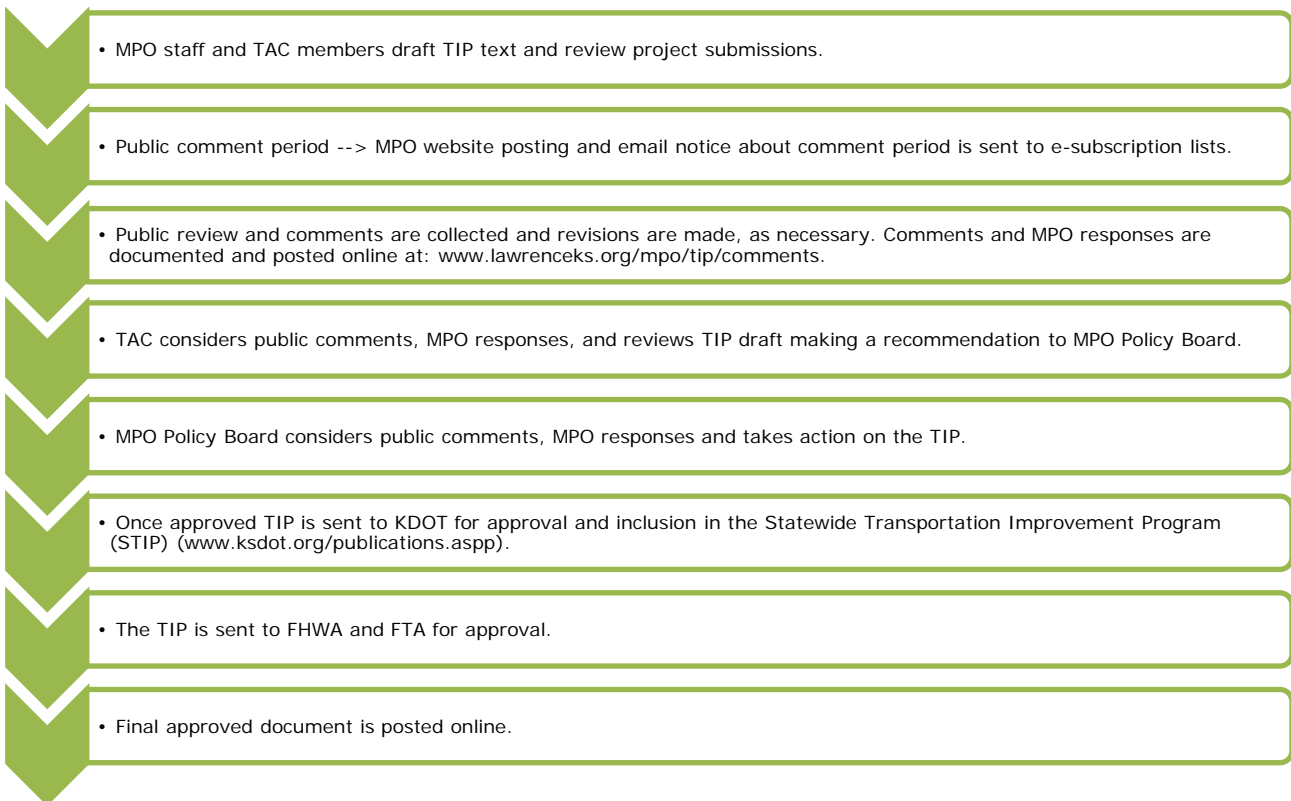 • MPO staff and TAC members draft TIP text and review project submissions.
• Public comment period --> MPO website posting and email notice about comment period is sent to e-subscription lists.
• Public review and comments are collected and revisions are made, as necessary. Comments and MPO responses are
documented and posted online at: www.lawrenceks.org/mpo/tip/comments.
• TAC considers public comments, MPO responses, and reviews TIP draft making a recommendation to MPO Policy Board.
• MPO Policy Board considers public comments, MPO responses and takes action on the TIP.
• Once approved TIP is sent to KDOT for approval and inclusion in the Statewide Transportation Improvement Program
(STIP) (www.ksdot.org/publications.aspp).
• The TIP is sent to FHWA and FTA for approval.
• Final approved document is posted online.